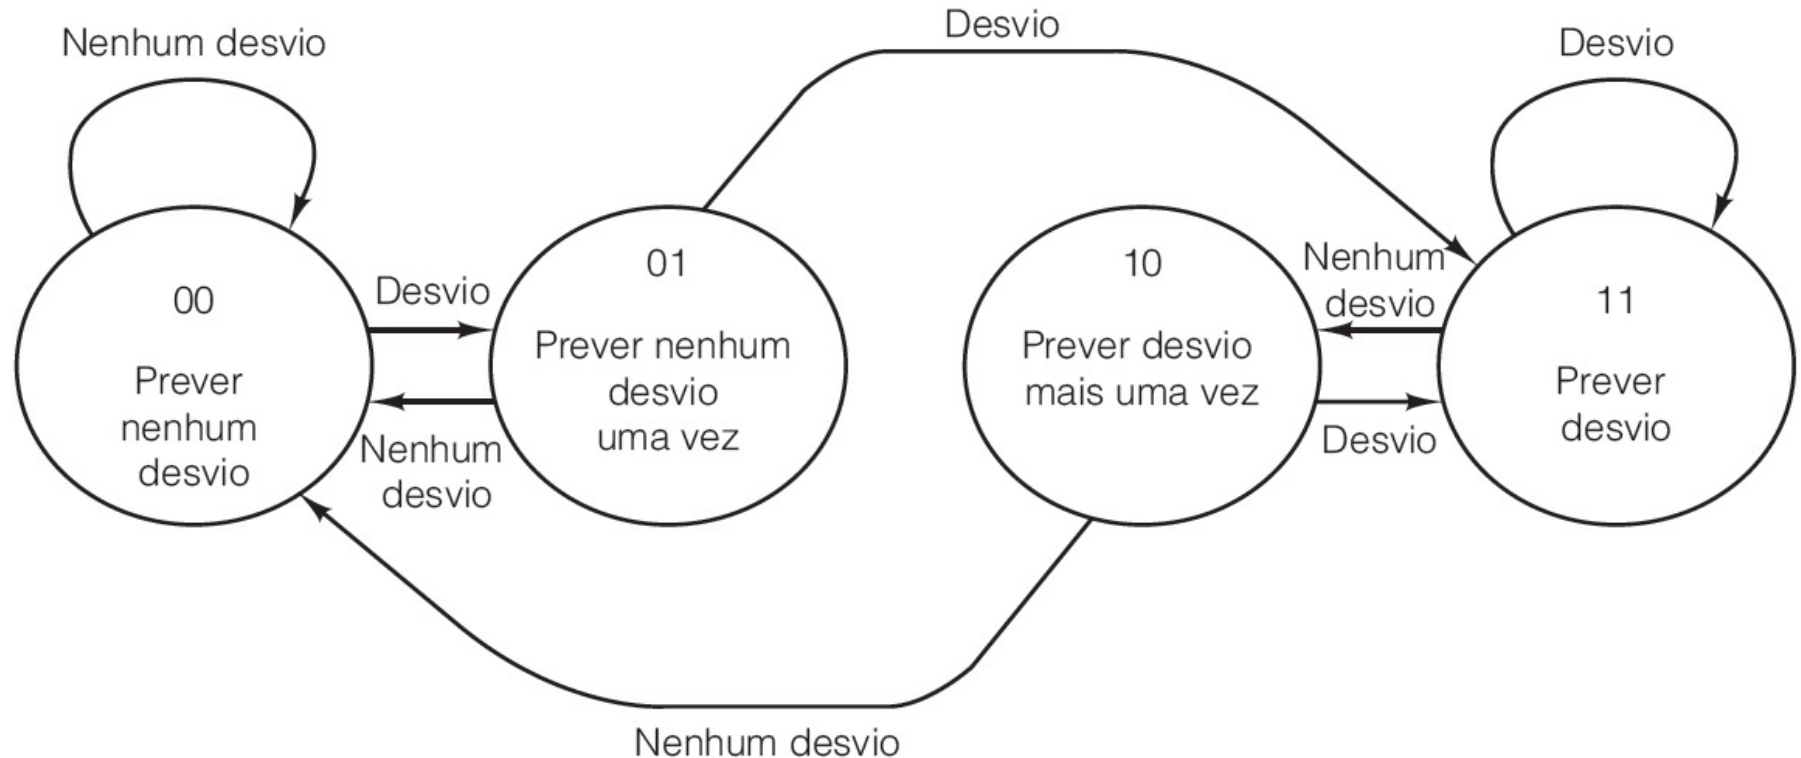 Desvio
Nenhum desvio
Desvio
00
Prever
nenhum
desvio
Desvio
Nenhum
desvio
01
Prever nenhum
desvio
uma vez
10
Prever desvio
mais uma vez
Nenhum
desvio
Desvio
11
Prever
desvio
Nenhum desvio